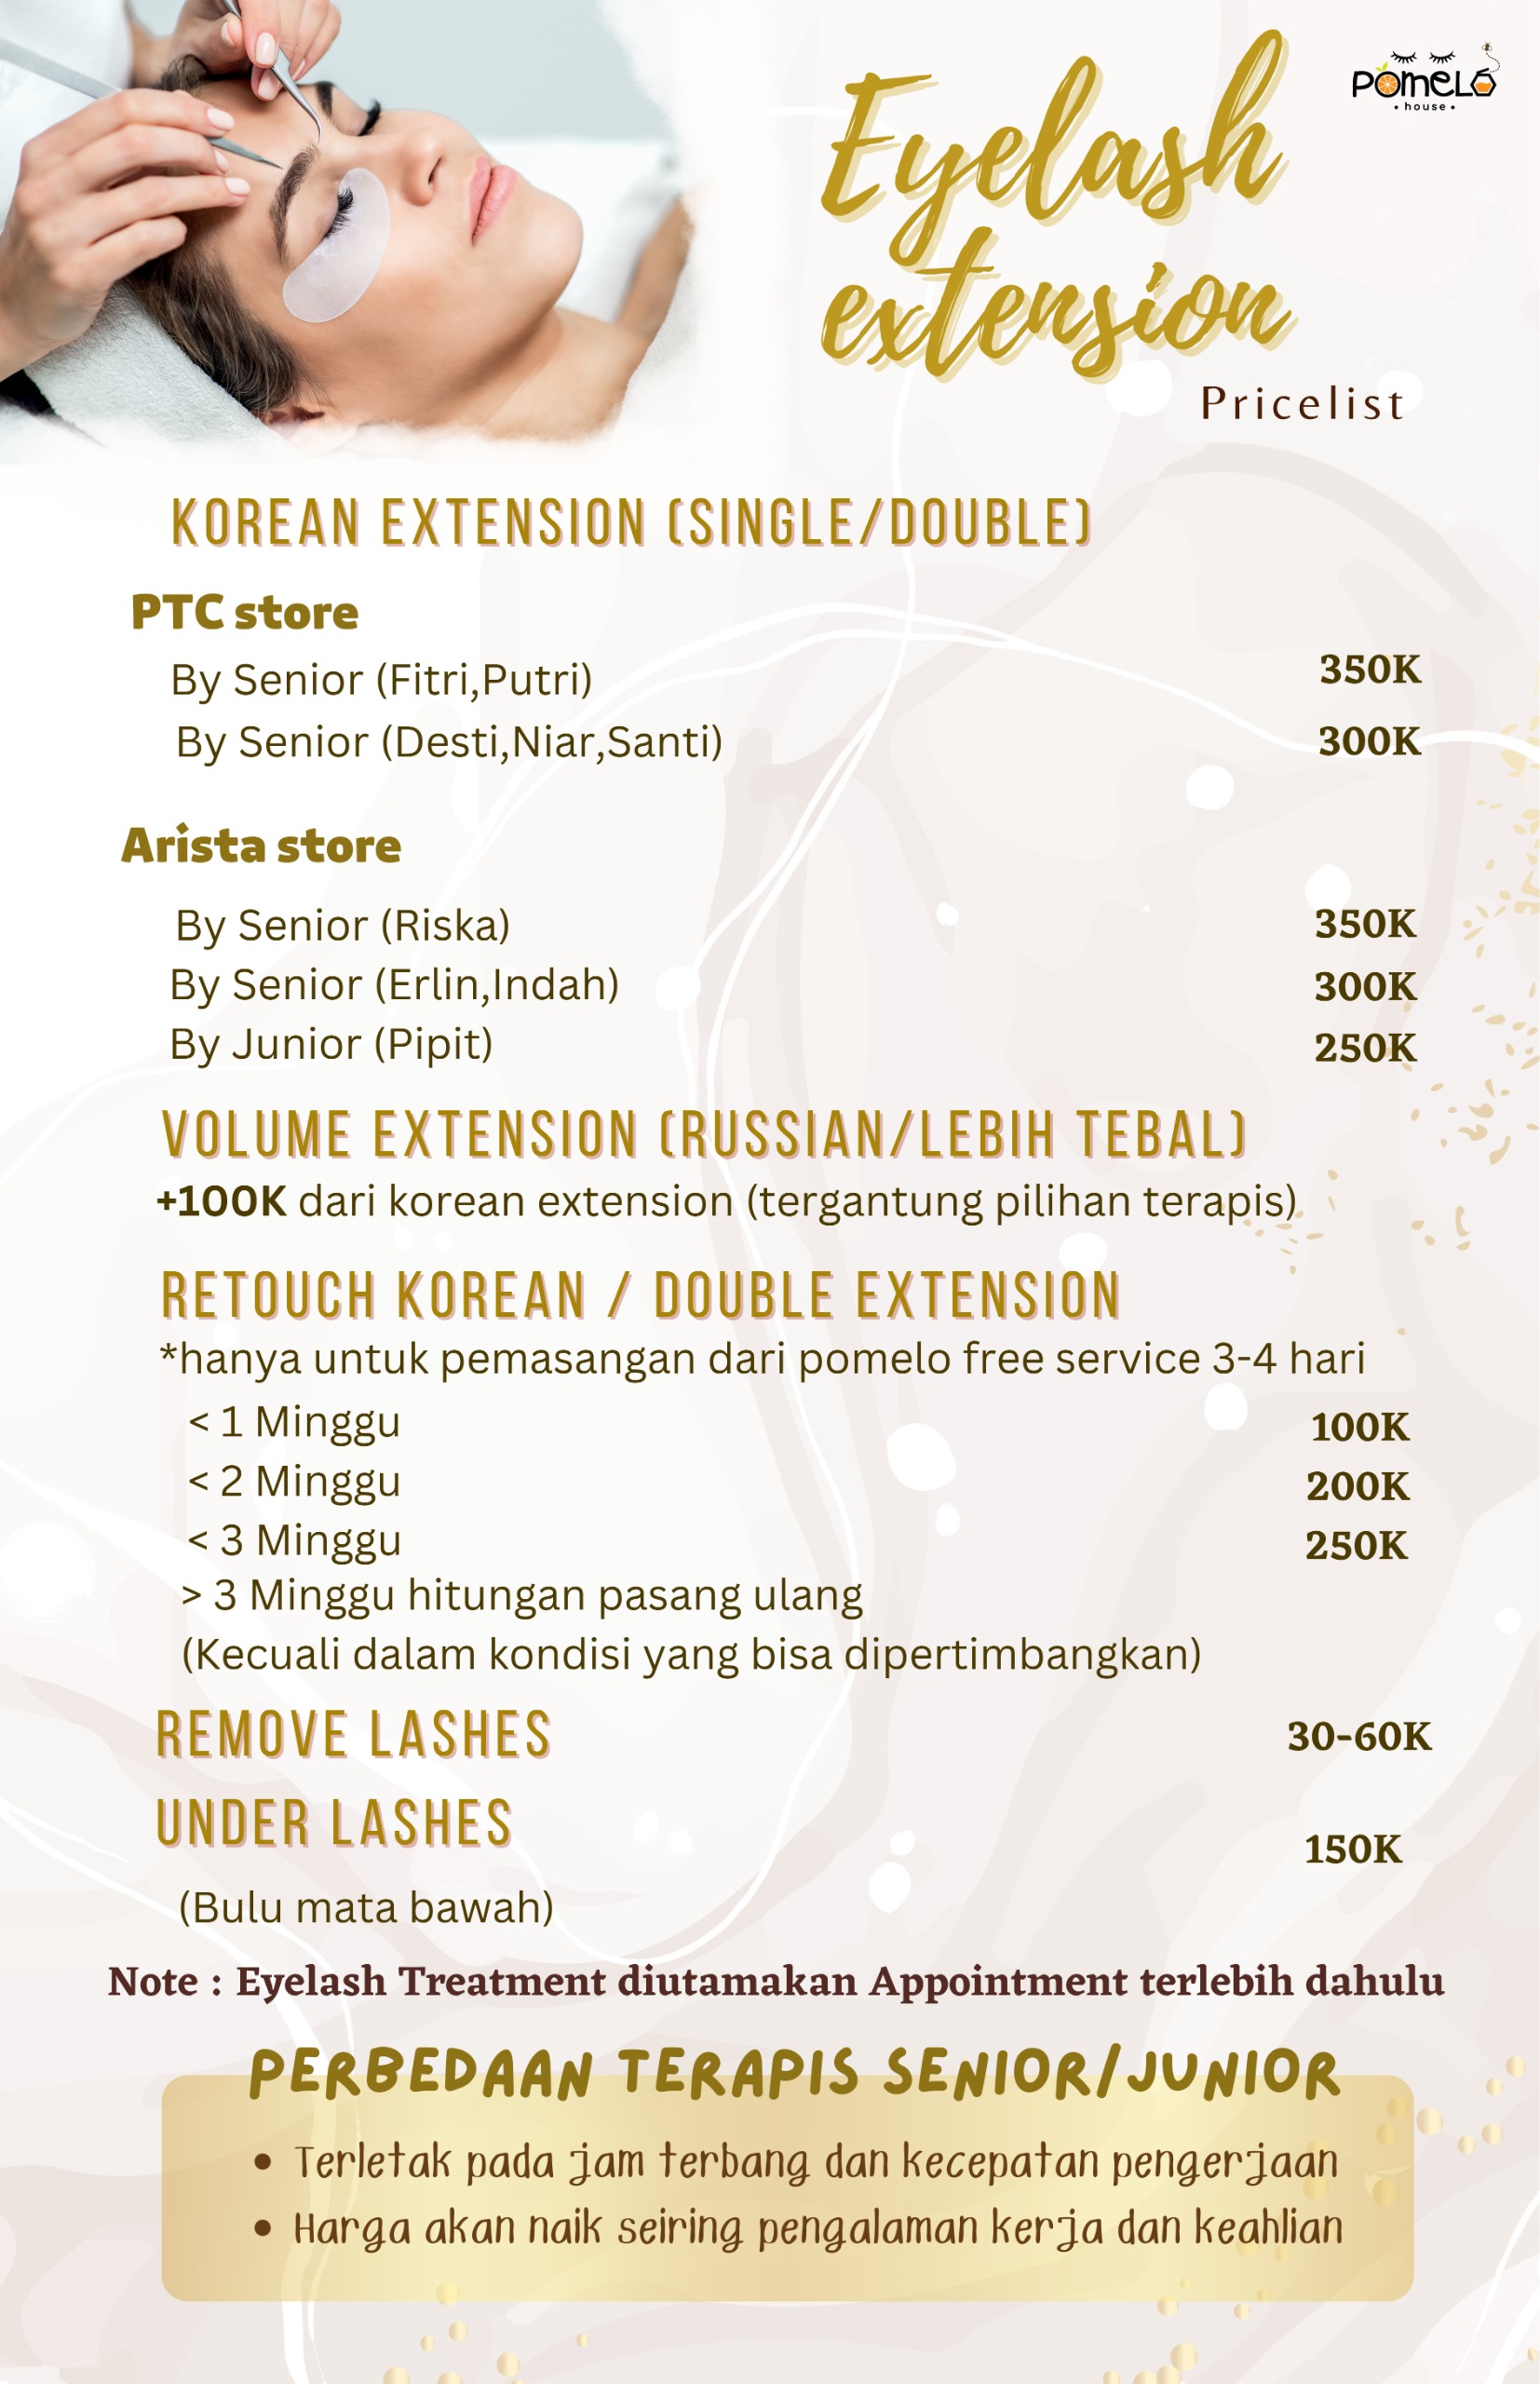 Eyelash
extension
POMELO
• house •
Pricelist
KOREAN EXTENSION (SINGLE/DOUBLE)
PTC store
By Senior (Fitri,Putri) 350K
By Senior (Desti,Niar,Santi) 300K
Arista store
By Senior (Riska) 350K
By Senior (Erlin,Indah) 300K
By Junior (Pipit) 250K
VOLUME EXTENSION (RUSSIAN/LEBIH TEBAL)
+100K dari korean extension (tergantung pilihan terapis)
RETOUCH KOREAN / DOUBLE EXTENSION
*hanya untuk pemasangan dari pomelo free service 3-4 hari
< 1 Minggu 100K
< 2 Minggu 200K
< 3 Minggu 250K
> 3 Minggu hitungan pasang ulang
(Kecuali dalam kondisi yang bisa dipertimbangkan)
REMOVE LASHES 30-60K
UNDER LASHES 150K
(Bulu mata bawah)
Note : Eyelash Treatment diutamakan Appointment terlebih dahulu
PERBEDAAN TERAPIS SENIOR/JUNIOR
• Terletak pada jam terbang dan kecepatan pengerjaan
• Harga akan naik seiring pengalaman kerja dan keahlian